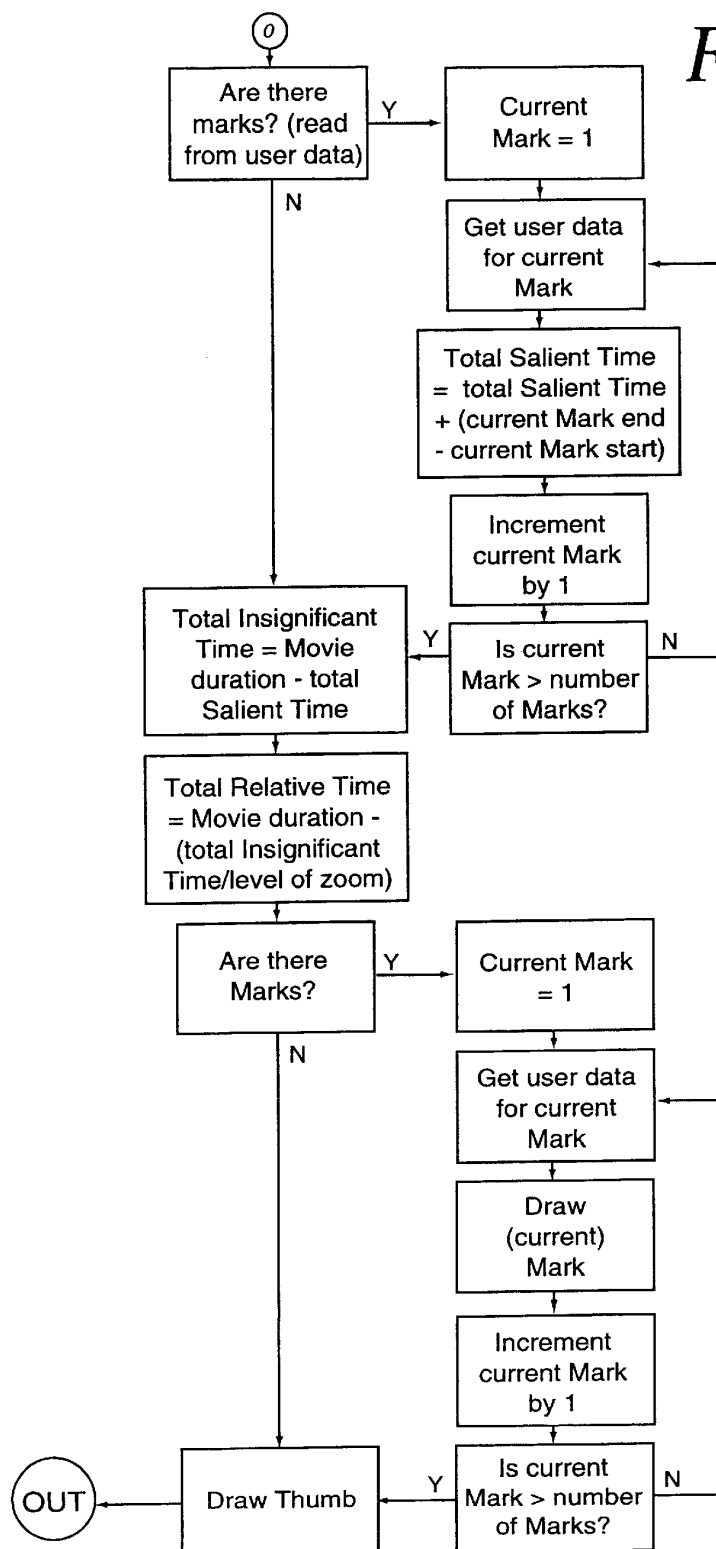 0
F
Are there
marks? (read
from user data)
Y
Current
Mark = 1
N
Get user data
for current
Mark
Total Salient Time
= total Salient Time
+ (current Mark end
- current Mark start)
Increment
current Mark
by 1
Total Insignificant
Time = Movie
duration - total
Salient Time
Y
Is current
Mark > number
of Marks?
N
Total Relative Time
= Movie duration -
(total Insignificant
Time/level of zoom)
Are there
Marks?
Y
Current Mark
= 1
N
Get user data
for current
Mark
Draw
(current)
Mark
Increment
current Mark
by 1
OUT
Draw Thumb
Y
Is current
Mark > number
of Marks?
N